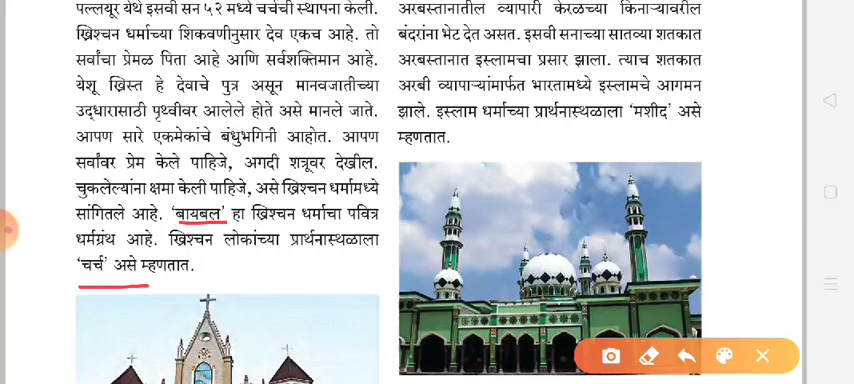 पल्लयूर येथे इसवी सन ५२ मध्ये चर्चची स्थापना केली.
ख्रिश्चन धर्माच्या शिकवणीनुसार देव एकच आहे. तो
सर्वांचा प्रेमळ पिता आहे आणि सर्वशक्तिमान आहे.
येशू ख्रिस्त हे देवाचे पुत्र असून मानवजातीच्या
उद्धारासाठी पृथ्वीवर आलेले होते असे मानले जाते.
आपण सारे एकमेकांचे बंधुभगिनी आहोत. आपण
सर्वांवर प्रेम केले पाहिजे, अगदी शत्रूवर देखील.
चुकलेल्यांना क्षमा केली पाहिजे, असे ख्रिश्चन धर्मामध्ये
सांगितले आहे. 'बायबल' हा ख्रिश्चन धर्माचा पवित्र
धर्मग्रंथ आहे. ख्रिश्चन लोकांच्या प्रार्थनास्थळाला
'चर्च' असे म्हणतात.
अरबस्तानातील व्यापारी केरळच्या किनाऱ्यावरील
बंदरांना भेट देत असत. इसवी सनाच्या सातव्या शतकात
अरबस्तानात इस्लामचा प्रसार झाला. त्याच शतकात
अरबी व्यापाऱ्यांमार्फत भारतामध्ये इस्लामचे आगमन
झाले. इस्लाम धर्माच्या प्रार्थनास्थळाला 'मशीद' असे
म्हणतात.